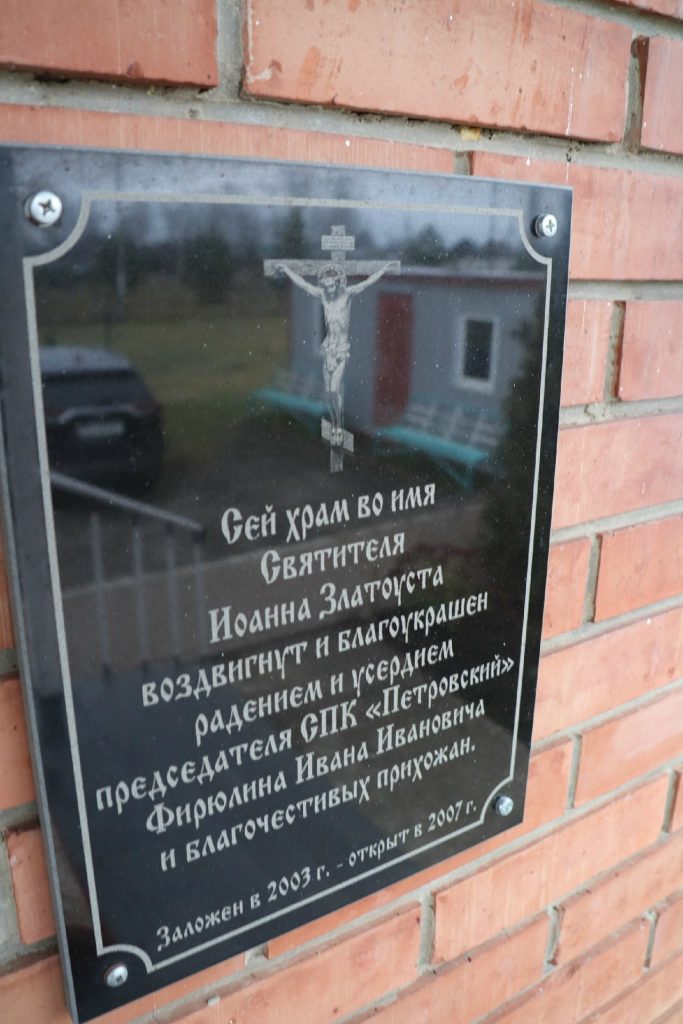 Сей храм во имя
Святителя
Иоанна Златоуста
воздвигнут и благоукрашен
радением и усердием
председателя СПК «Петровский»
Фирюлина Ивана Ивановича
и благочестивых прихожан.
Заложен в 2003 г. - открыт в 2007 г.